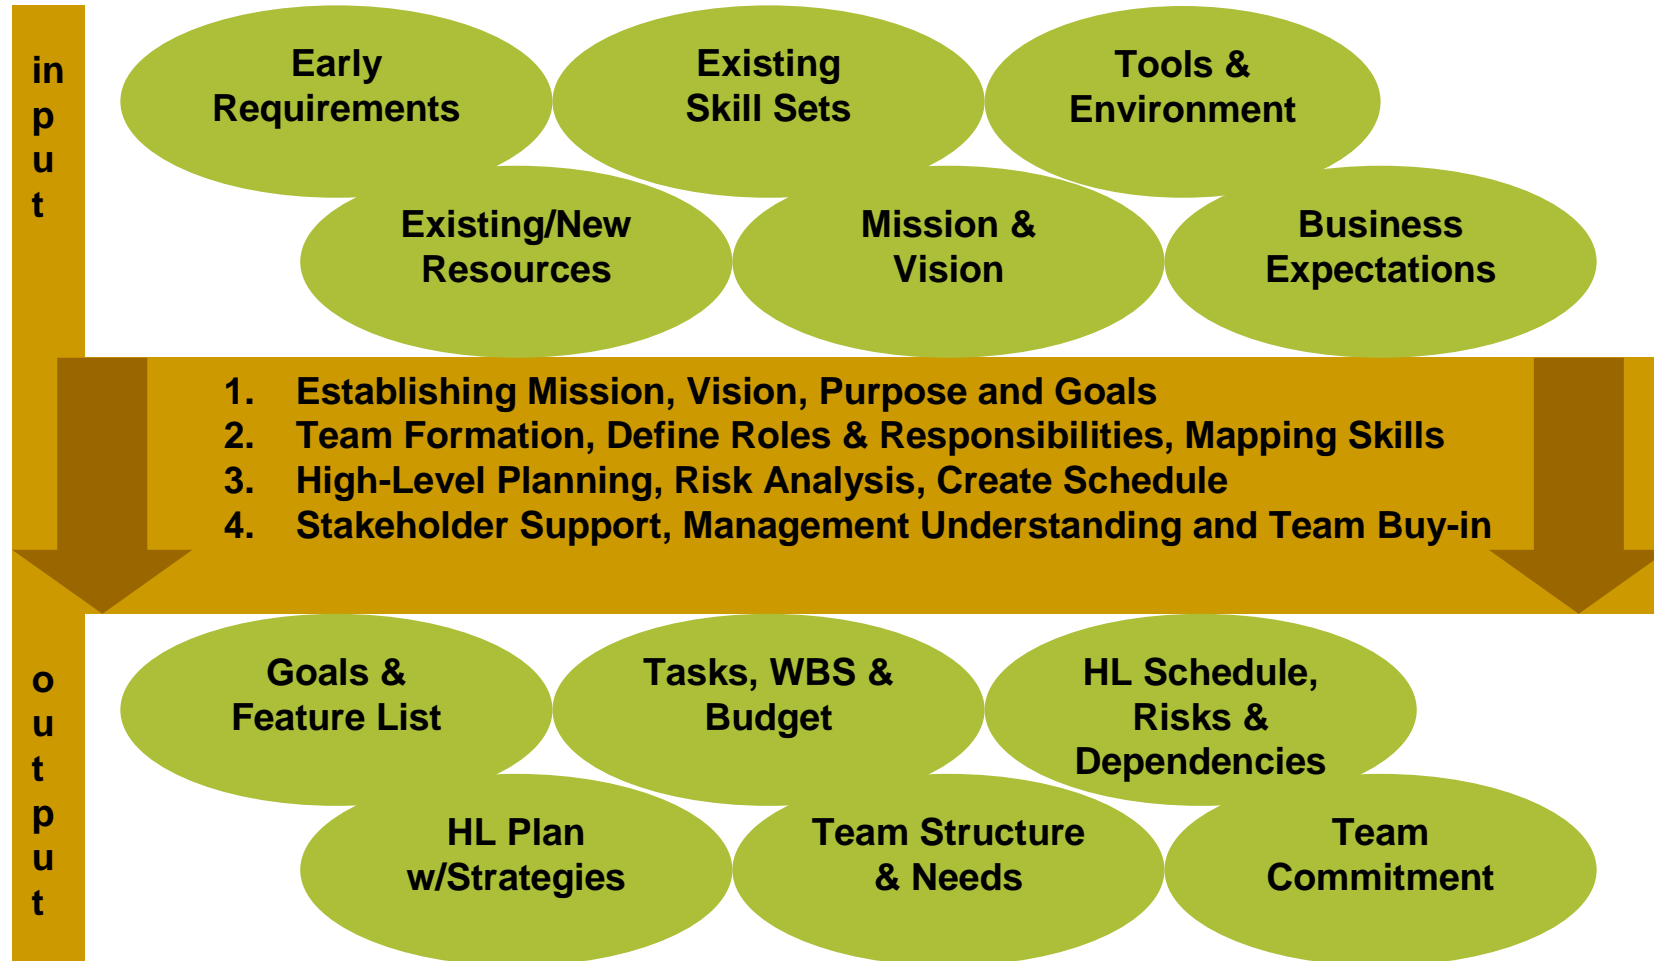 in
p
u
t
Early
Requirements
Existing
Skill Sets
Tools &
Environment
Existing/New
Resources
Mission &
Vision
Business
Expectations
1. Establishing Mission, Vision, Purpose and Goals
2. Team Formation, Define Roles & Responsibilities, Mapping Skills
3. High-Level Planning, Risk Analysis, Create Schedule
4. Stakeholder Support, Management Understanding and Team Buy-in
o
u
t
p
u
t
Goals &
Feature List
Tasks, WBS &
Budget
HL Schedule,
Risks &
Dependencies
HL Plan
w/Strategies
Team Structure
& Needs
Team
Commitment